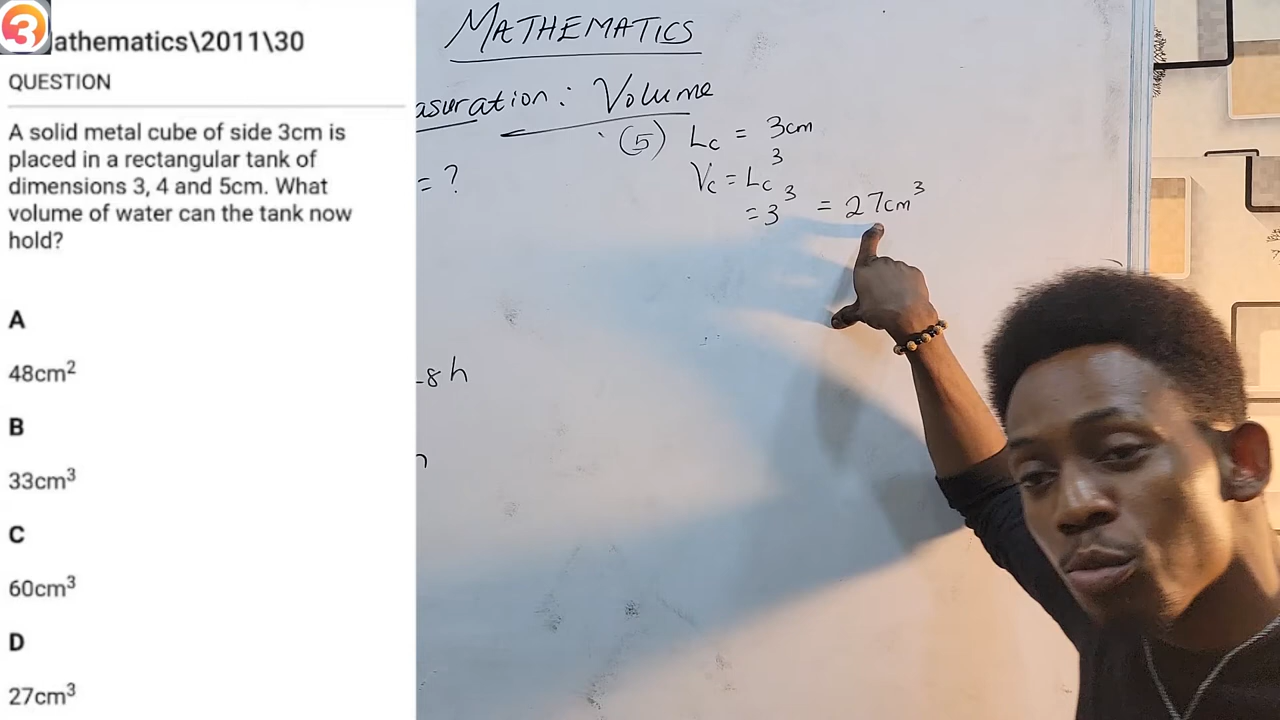 3
athematics\2011\30
QUESTION
A solid metal cube of side 3cm is
placed in a rectangular tank of
dimensions 3, 4 and 5cm. What
volume of water can the tank now
hold?
A
48cm²
B
33cm³
C
60cm³
D
27cm³
MATHEMATICS
asuration: Volume
= ?
(5) Lc = 3cm
Vc = Lc³
= 3³ = 27cm³
8h